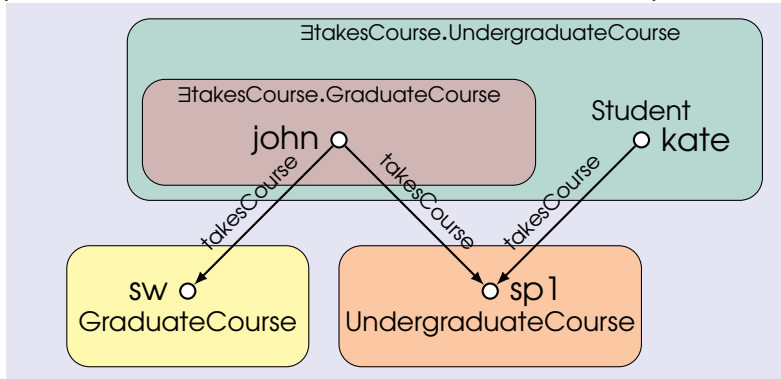 ∃takesCourse.UndergraduateCourse
∃takesCourse.GraduateCourse
Student
john
kate
takesCourse
takesCourse
takesCourse
sw
sp1
GraduateCourse
UndergraduateCourse